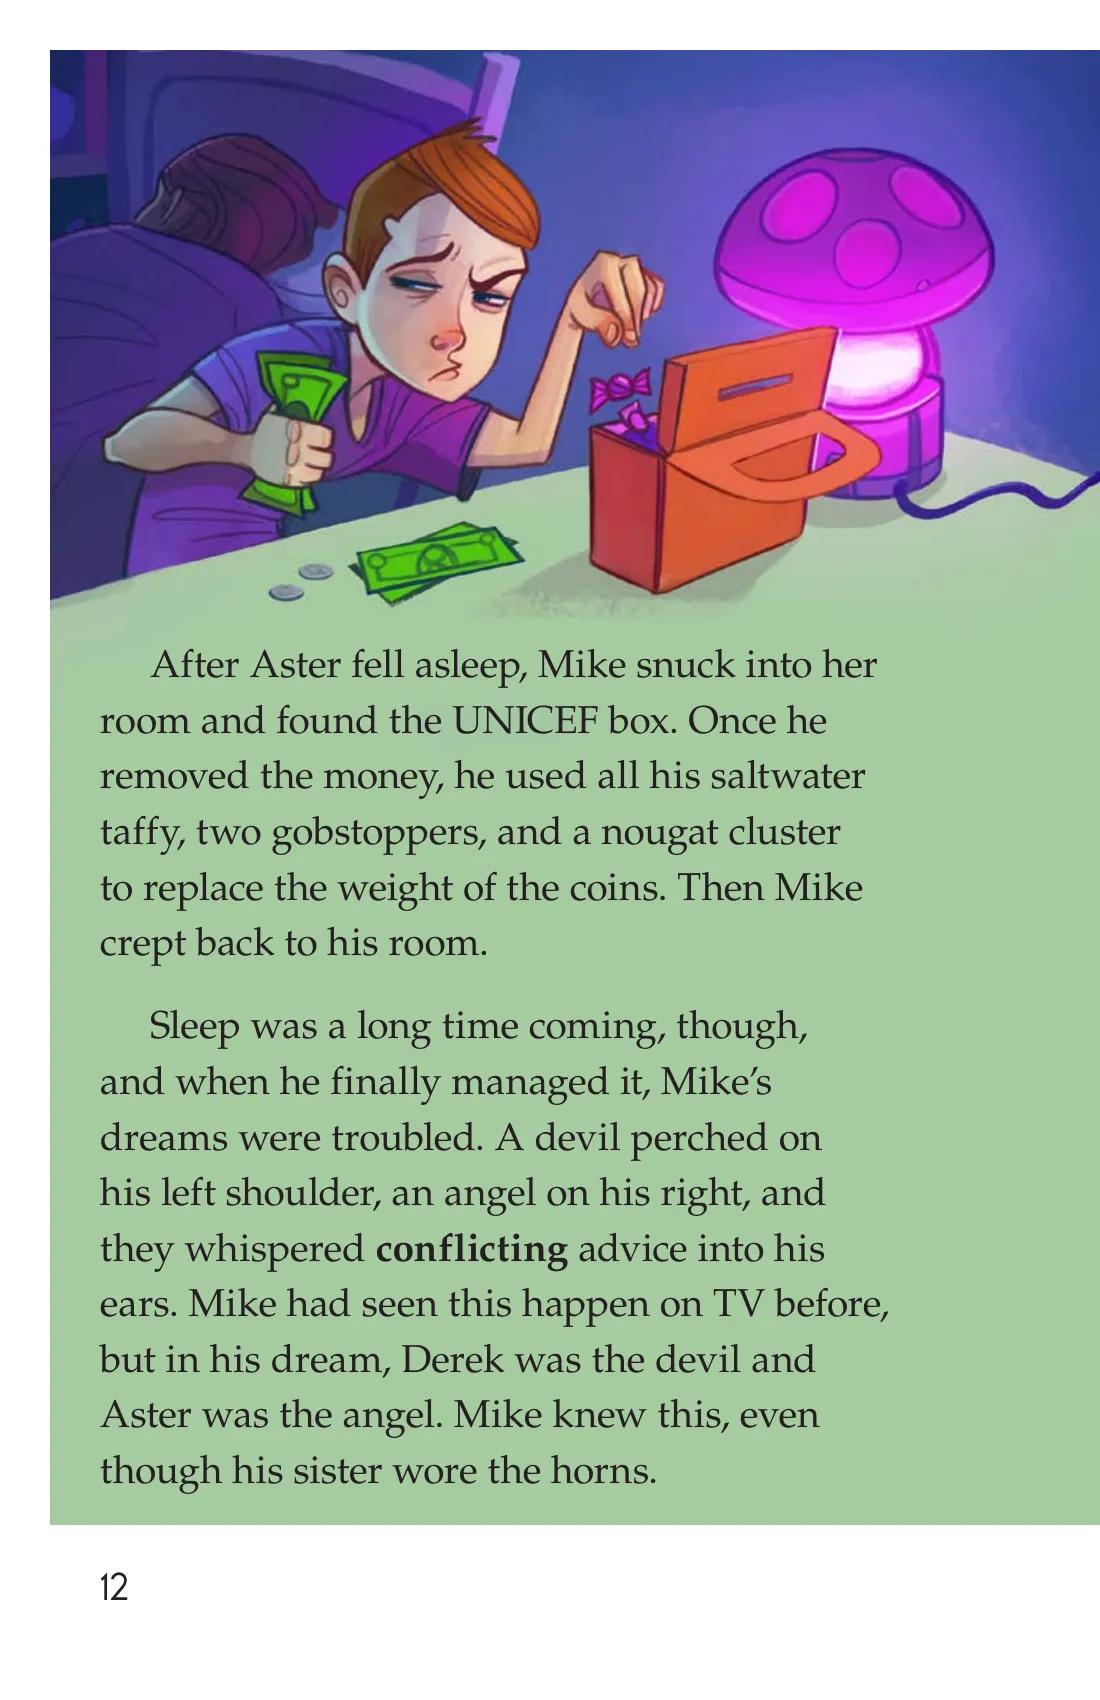 After Aster fell asleep, Mike snuck into her
room and found the UNICEF box. Once he
removed the money, he used all his saltwater
taffy, two gobstoppers, and a nougat cluster
to replace the weight of the coins. Then Mike
crept back to his room.
Sleep was a long time coming, though,
and when he finally managed it, Mike’s
dreams were troubled. A devil perched on
his left shoulder, an angel on his right, and
they whispered conflicting advice into his
ears. Mike had seen this happen on TV before,
but in his dream, Derek was the devil and
Aster was the angel. Mike knew this, even
though his sister wore the horns.
12